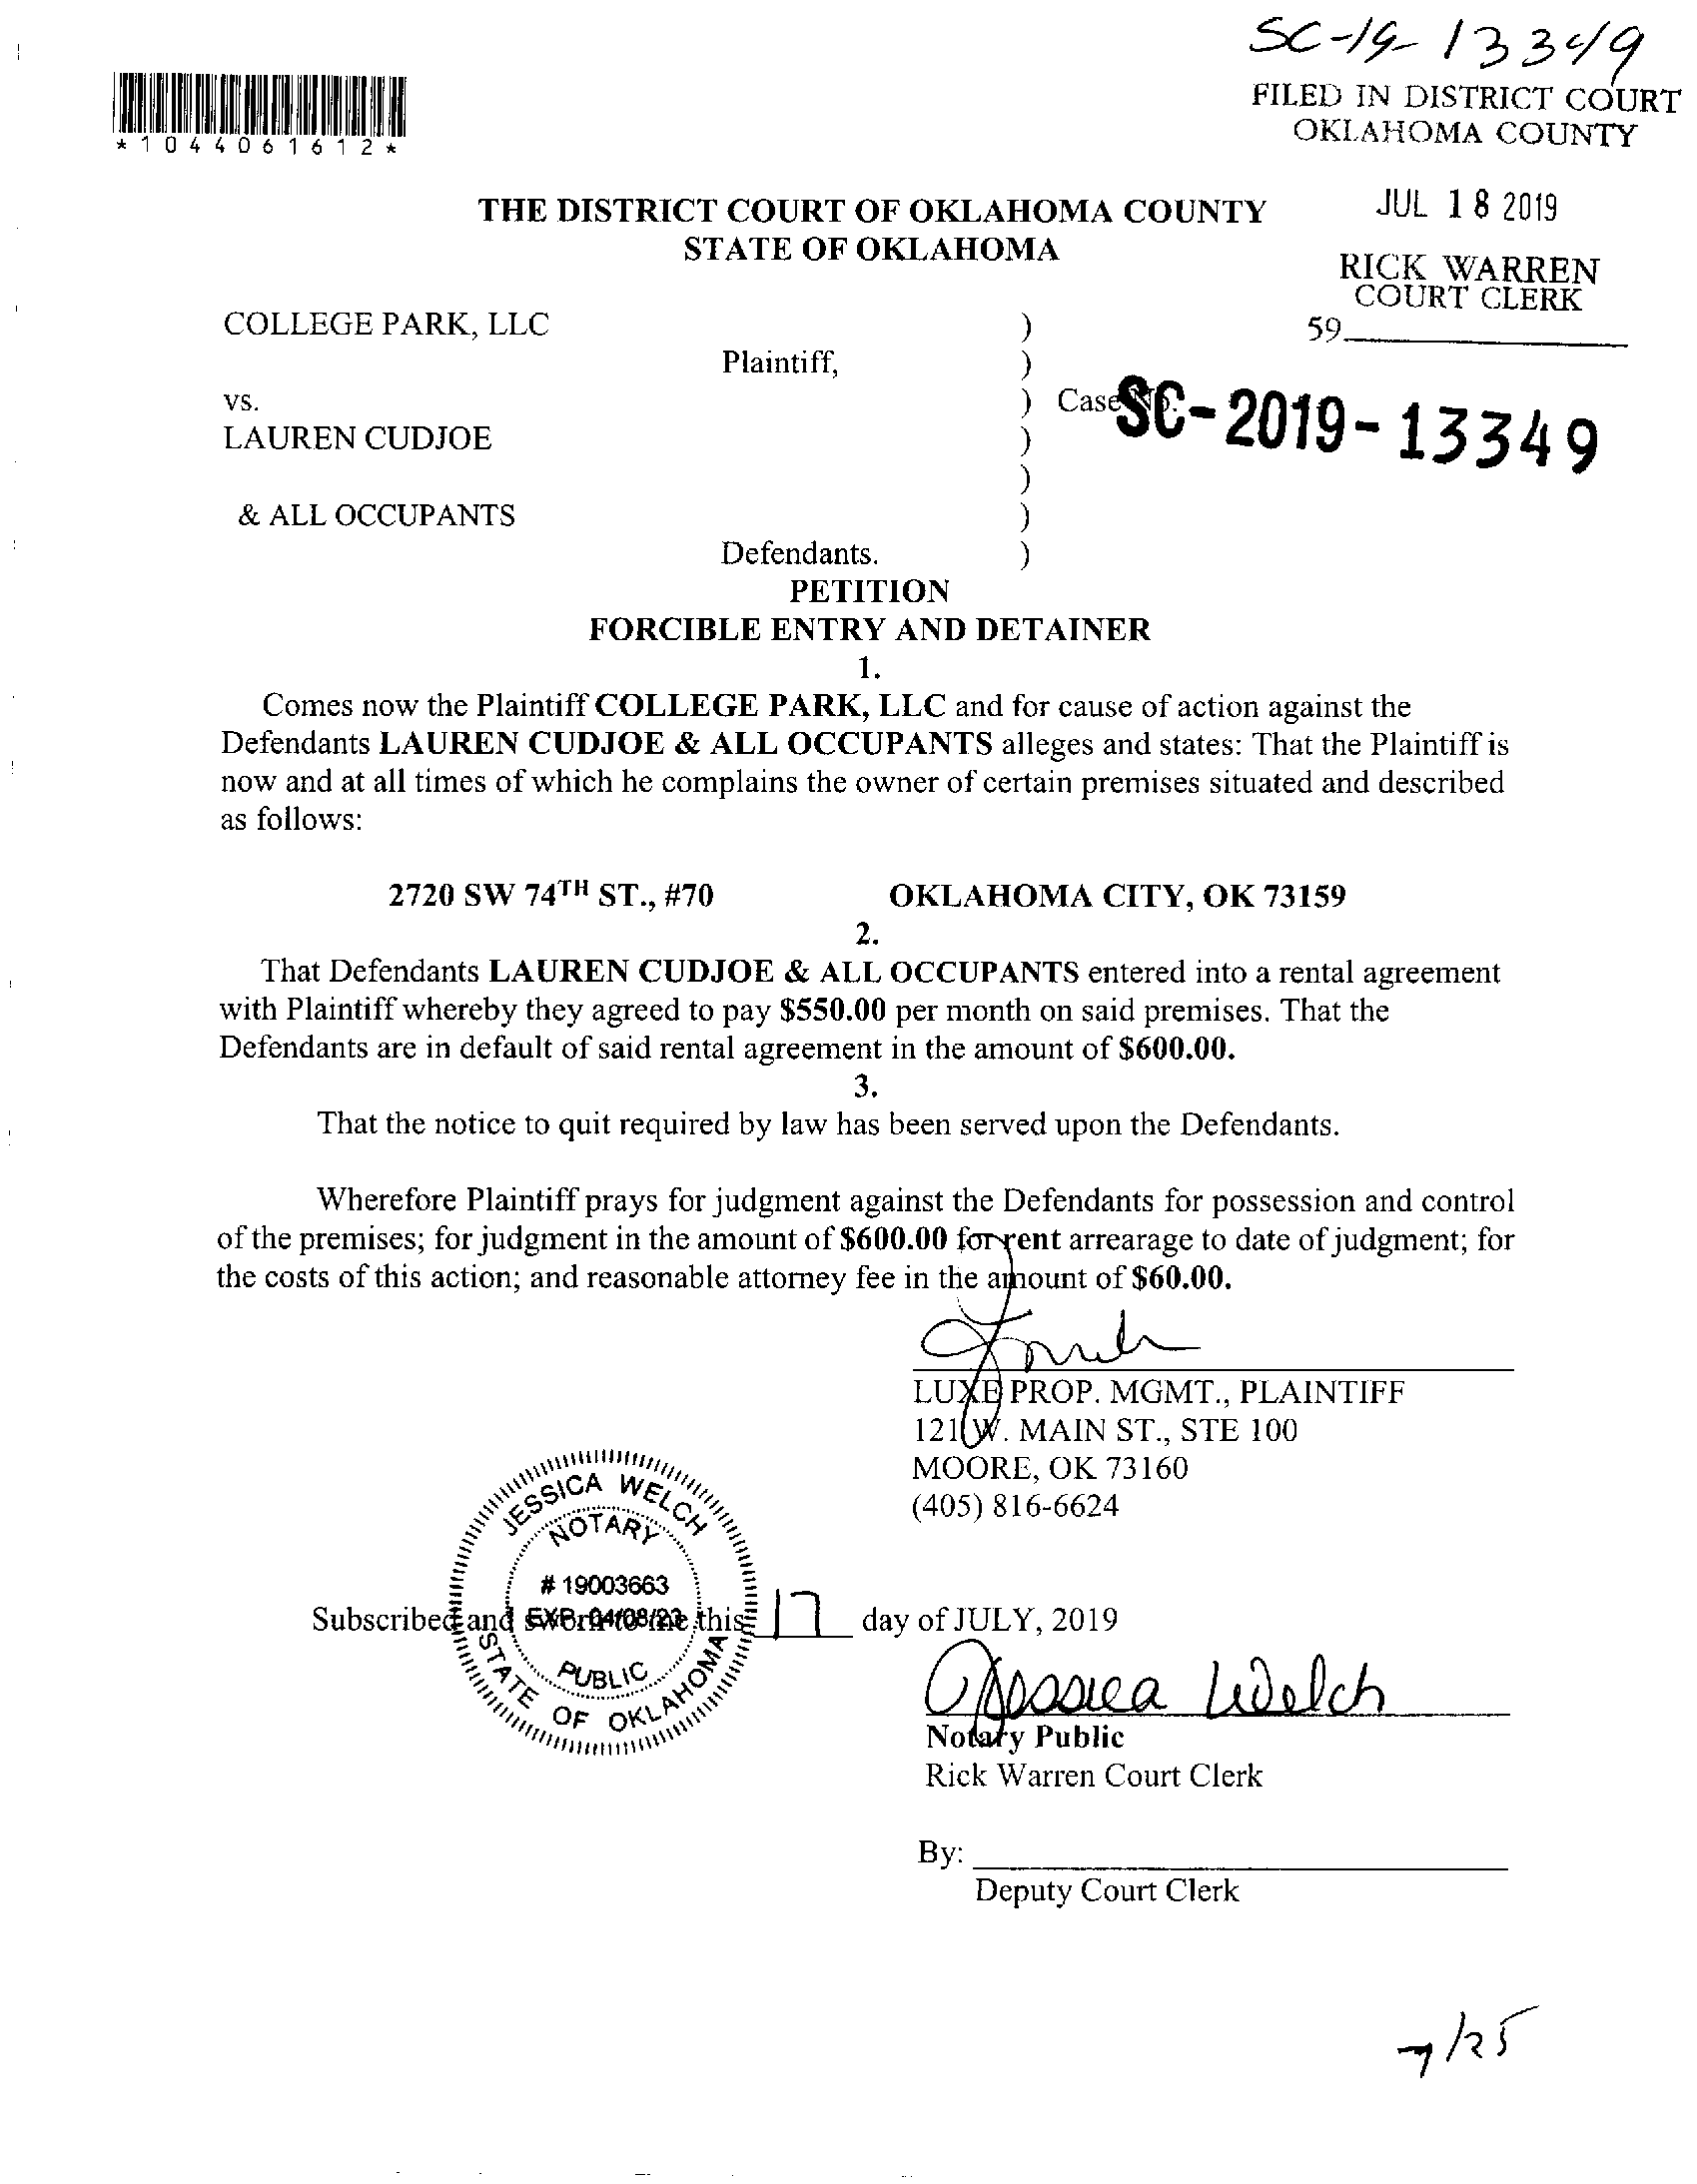 SC-19-13349
FILED IN DISTRICT COURT
OKLAHOMA COUNTY
*1044061612*
JUL 18 2019
THE DISTRICT COURT OF OKLAHOMA COUNTY
STATE OF OKLAHOMA
RICK WARREN
COURT CLERK
59
COLLEGE PARK, LLC )
Plaintiff, )
vs. ) Case No. SC-2019-13349
LAUREN CUDJOE )
)
& ALL OCCUPANTS )
Defendants. )
PETITION
FORCIBLE ENTRY AND DETAINER
1.
Comes now the Plaintiff COLLEGE PARK, LLC and for cause of action against the
Defendants LAUREN CUDJOE & ALL OCCUPANTS alleges and states: That the Plaintiff is
now and at all times of which he complains the owner of certain premises situated and described
as follows:
2720 SW 74TH ST., #70 OKLAHOMA CITY, OK 73159
2.
That Defendants LAUREN CUDJOE & ALL OCCUPANTS entered into a rental agreement
with Plaintiff whereby they agreed to pay $550.00 per month on said premises. That the
Defendants are in default of said rental agreement in the amount of $600.00.
3.
That the notice to quit required by law has been served upon the Defendants.
Wherefore Plaintiff prays for judgment against the Defendants for possession and control
of the premises; for judgment in the amount of $600.00 for rent arrearage to date of judgment; for
the costs of this action; and reasonable attorney fee in the amount of $60.00.
LUXE PROP. MGMT., PLAINTIFF
121 W. MAIN ST., STE 100
MOORE, OK 73160
(405) 816-6624
JESSICA WELCH
NOTARY
# 19003663
EXP. 04/08/23
PUBLIC
STATE OF OKLAHOMA
Subscribed and sworn to me this 17 day of JULY, 2019
Jessica Welch
Notary Public
Rick Warren Court Clerk
By:
Deputy Court Clerk
7/25